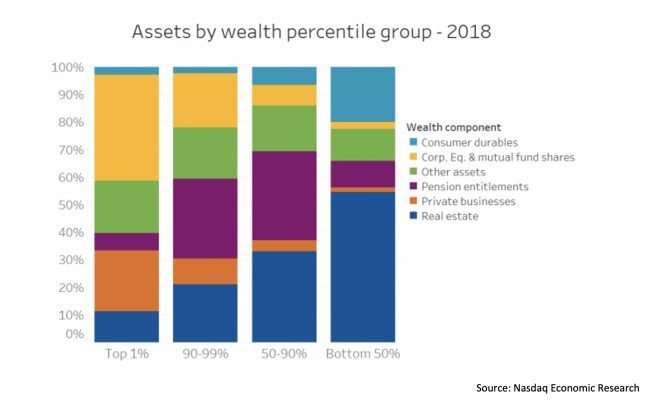 Assets by wealth percentile group - 2018
100%
90%
80%
70%
60%
50%
40%
30%
20%
10%
0%
Top 1%
90-99%
50-90%
Bottom 50%
Wealth component
Consumer durables
Corp. Eq. & mutual fund shares
Other assets
Pension entitlements
Private businesses
Real estate
Source: Nasdaq Economic Research